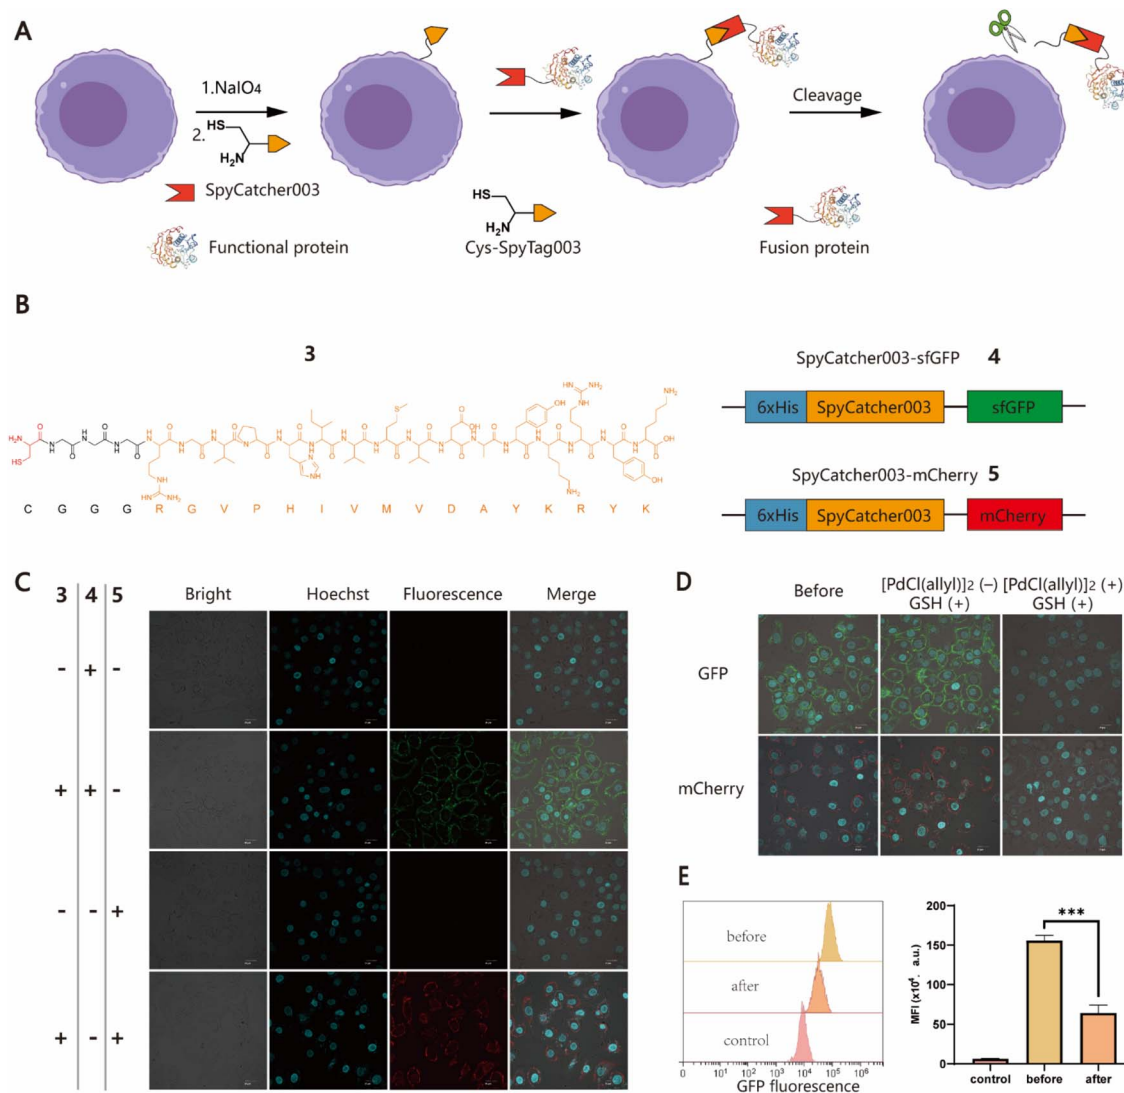 A
1.NaIO4
2.
HS
H2N
SpyCatcher003
Functional protein
HS
H2N
Cys-SpyTag003
Cleavage
Fusion protein
B
3
C G G G R G V P H I V M V D A Y K R Y K
SpyCatcher003-sfGFP 4
6xHis SpyCatcher003 sfGFP
SpyCatcher003-mCherry 5
6xHis SpyCatcher003 mCherry
C
3 4 5 Bright Hoechst Fluorescence Merge
- + -
+ + -
- - +
+ - +
D
Before [PdCl(allyl)]2 (−) [PdCl(allyl)]2 (+)
GSH (+) GSH (+)
GFP
mCherry
E
before
after
control
0 10¹ 10² 10³ 10⁴ 10⁵ 10⁶
GFP fluorescence
MFI (x10⁴. a.u.)
200
150
100
50
0
***
control before after